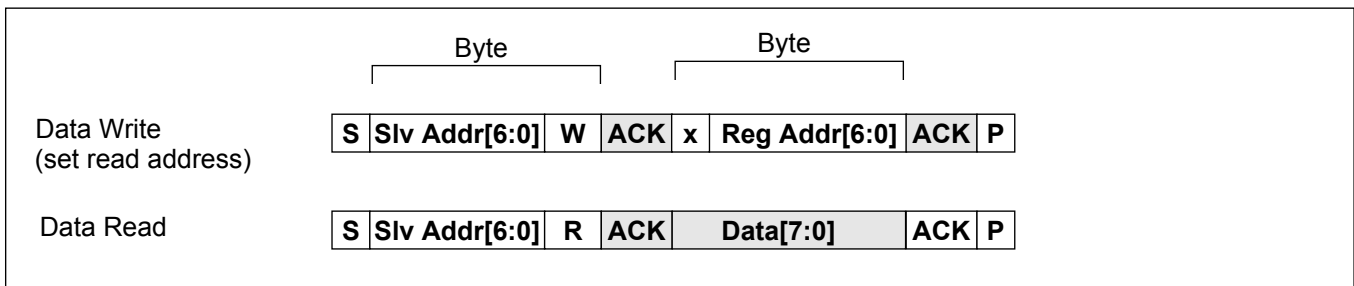 Byte Byte
Data Write
(set read address)
S Slv Addr[6:0] W ACK x Reg Addr[6:0] ACK P
Data Read
S Slv Addr[6:0] R ACK Data[7:0] ACK P